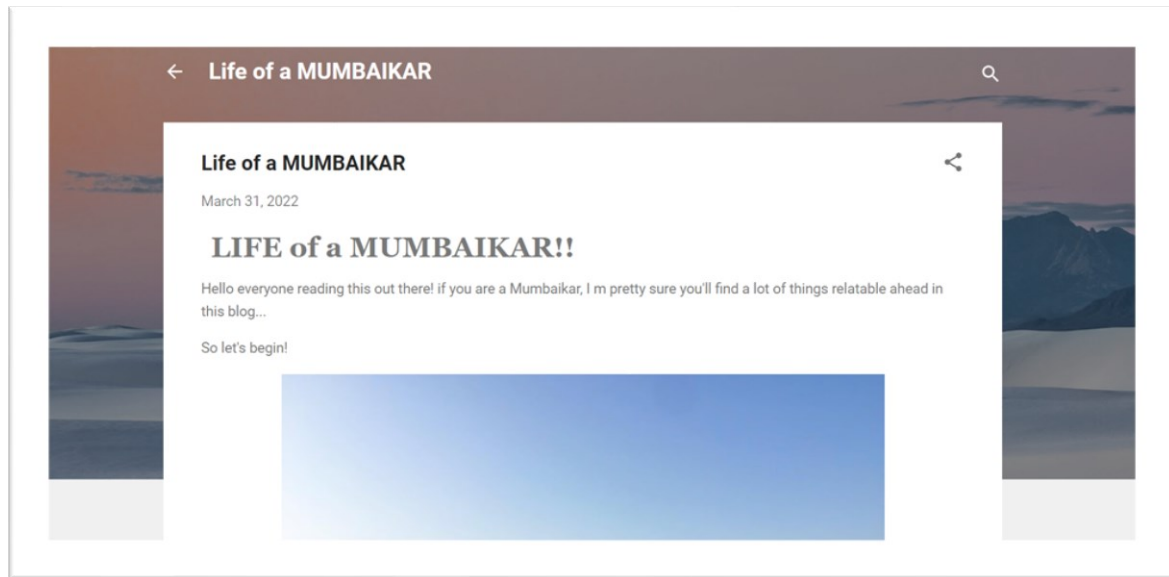 Life of a MUMBAIKAR
Life of a MUMBAIKAR
March 31, 2022
LIFE of a MUMBAIKAR!!
Hello everyone reading this out there! if you are a Mumbaikar, I m pretty sure you'll find a lot of things relatable ahead in
this blog...
So let's begin!